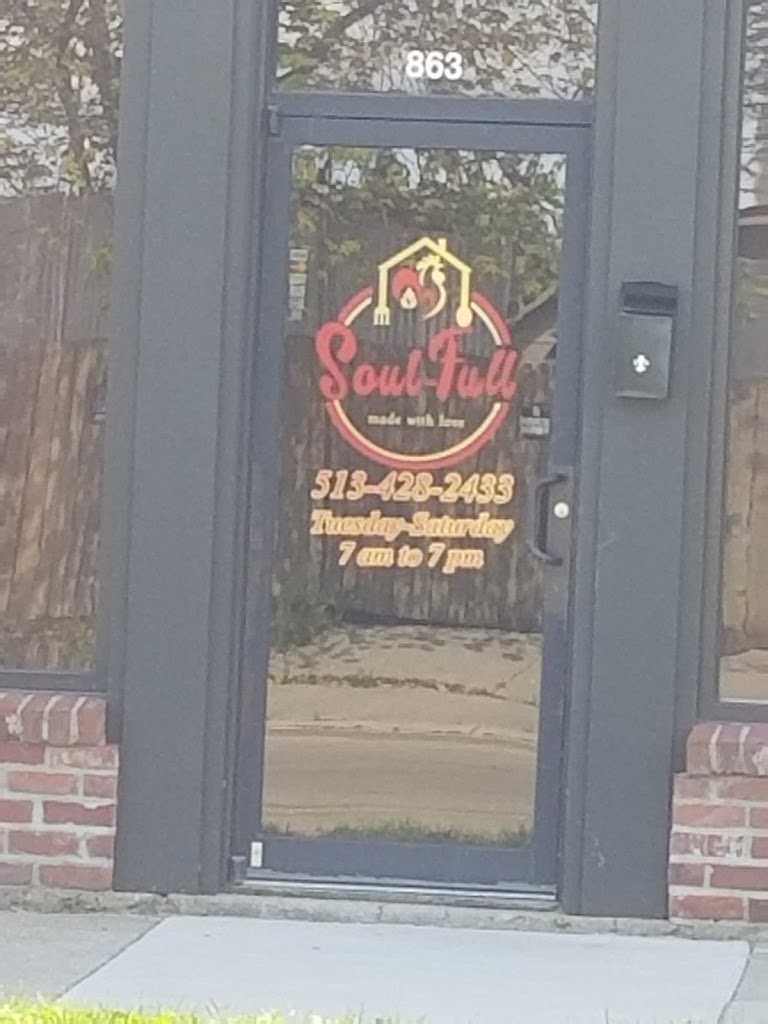 863
Soul-Full
made with love
513-428-2433
Tuesday-Saturday
7 am to 7 pm